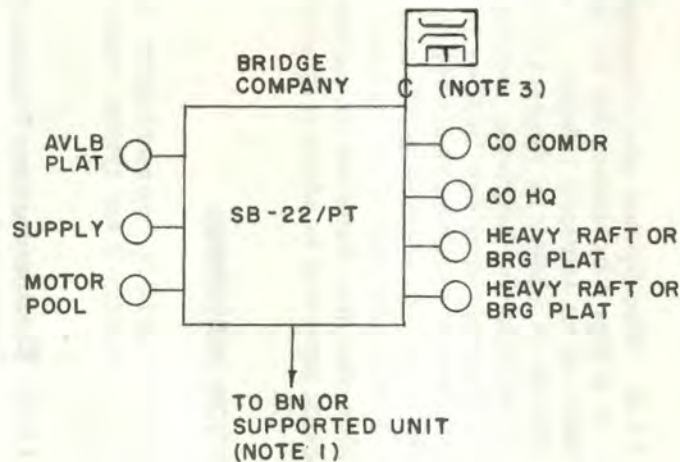 BRIDGE
COMPANY
C (NOTE 3)
AVLB
PLAT
SUPPLY
MOTOR
POOL
SB-22/PT
CO COMDR
CO HQ
HEAVY RAFT OR
BRG PLAT
HEAVY RAFT OR
BRG PLAT
TO BN OR
SUPPORTED UNIT
(NOTE 1)